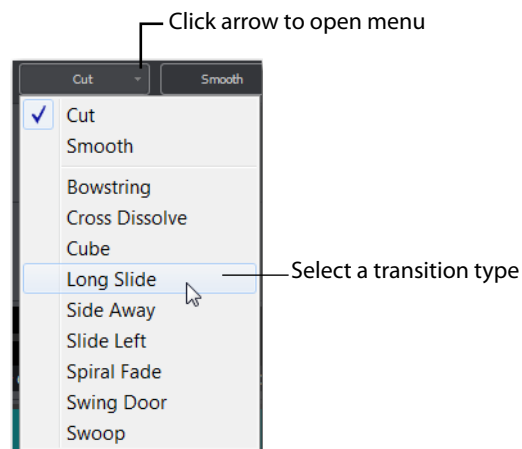 Click arrow to open menu
Cut Smooth
Cut
Smooth
Bowstring
Cross Dissolve
Cube
Long Slide
Select a transition type
Side Away
Slide Left
Spiral Fade
Swing Door
Swoop